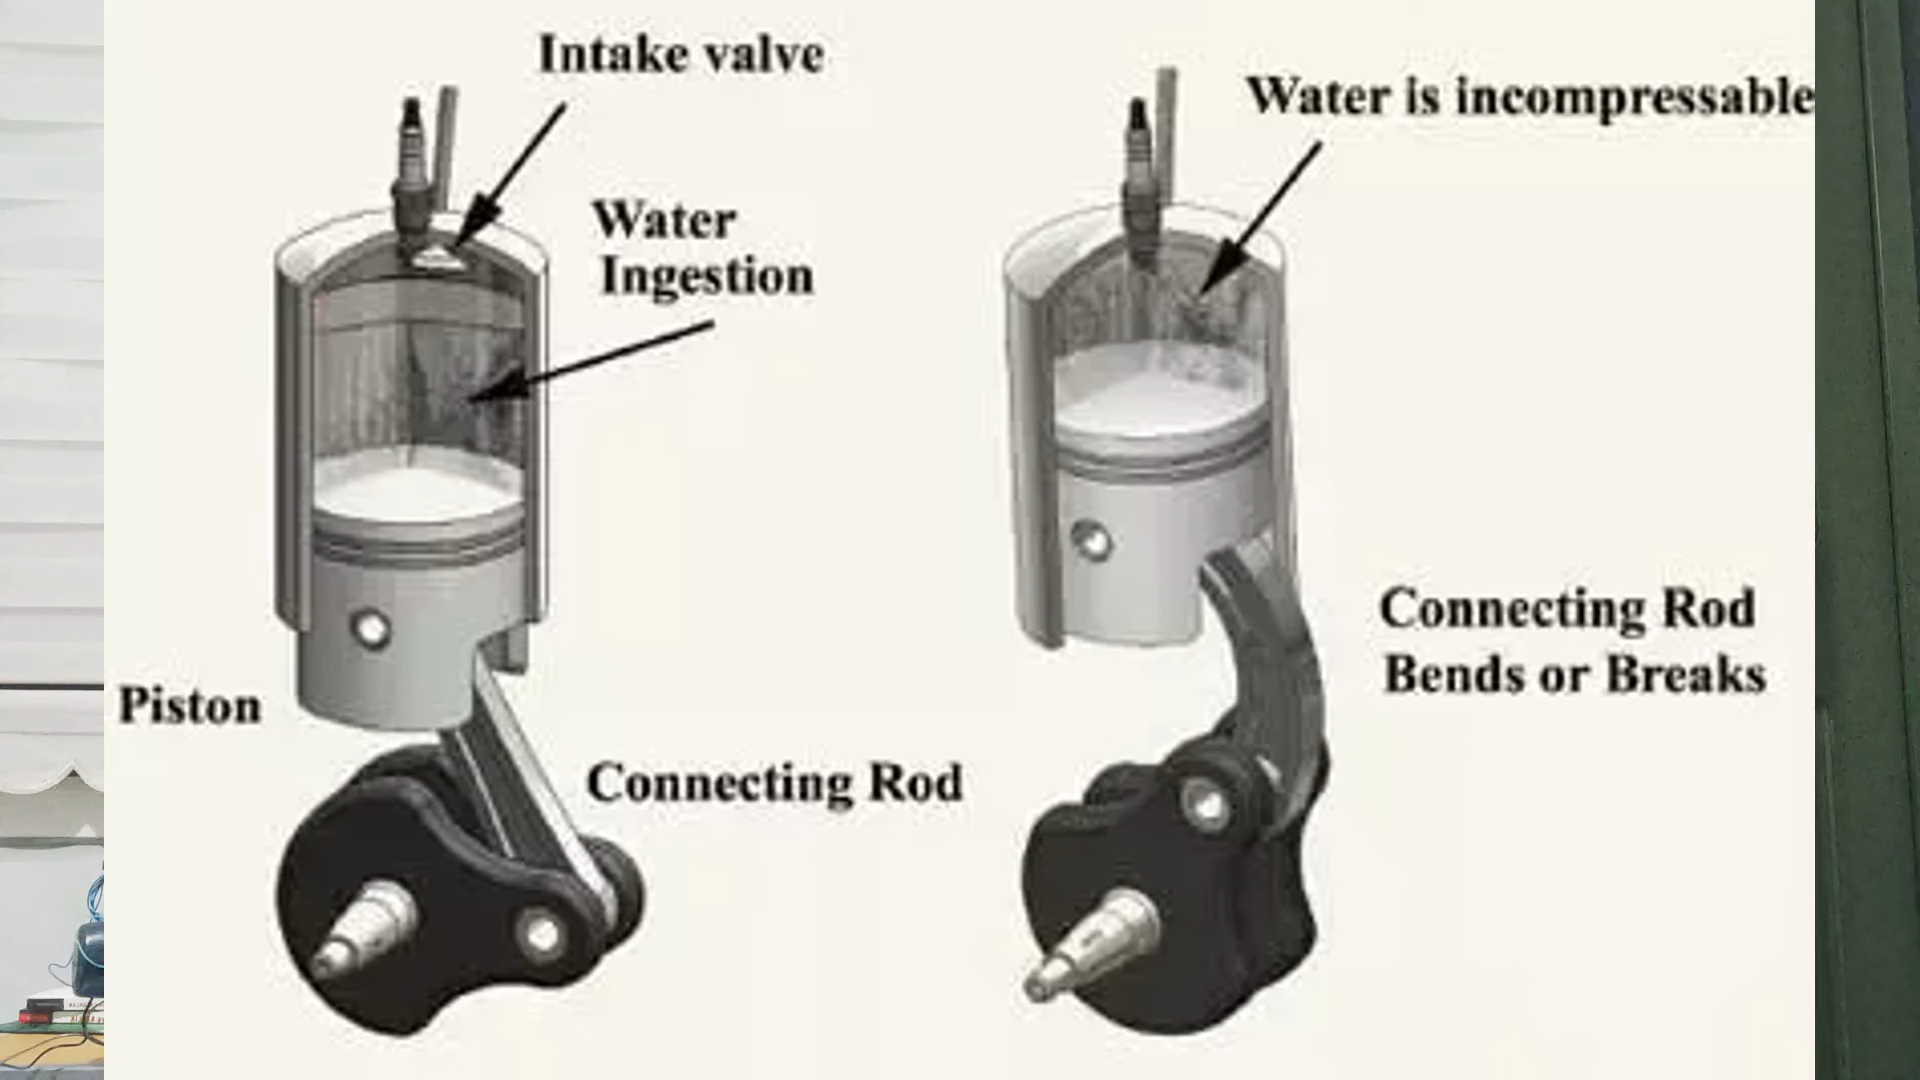 Intake valve
Water
Ingestion
Piston
Connecting Rod
Water is incompressable
Connecting Rod
Bends or Breaks